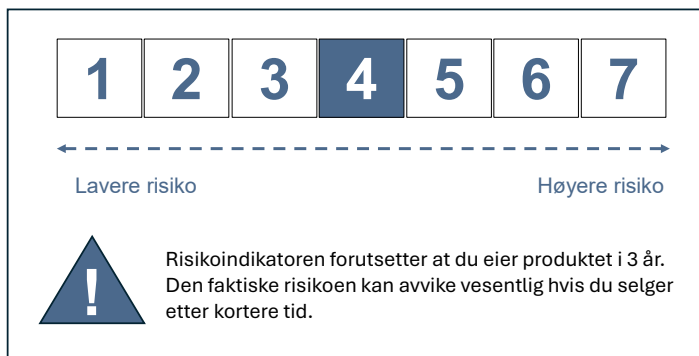 1 2 3 4 5 6 7
Lavere risiko Høyere risiko
! Risikoindikatoren forutsetter at du eier produktet i 3 år.
Den faktiske risikoen kan avvike vesentlig hvis du selger
etter kortere tid.